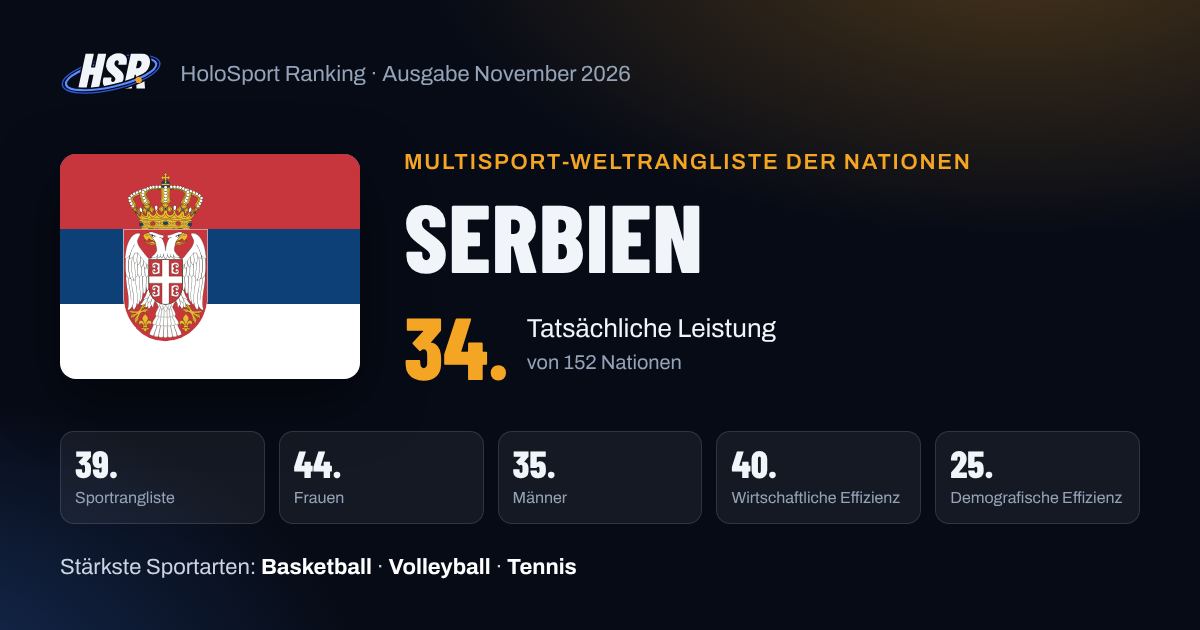 HSR HoloSport Ranking · Ausgabe November 2026
MULTISPORT-WELTRANGLISTE DER NATIONEN
SERBIEN
34. Tatsächliche Leistung
von 152 Nationen
39.
Sportrangliste
44.
Frauen
35.
Männer
40.
Wirtschaftliche Effizienz
25.
Demografische Effizienz
Stärkste Sportarten: Basketball · Volleyball · Tennis